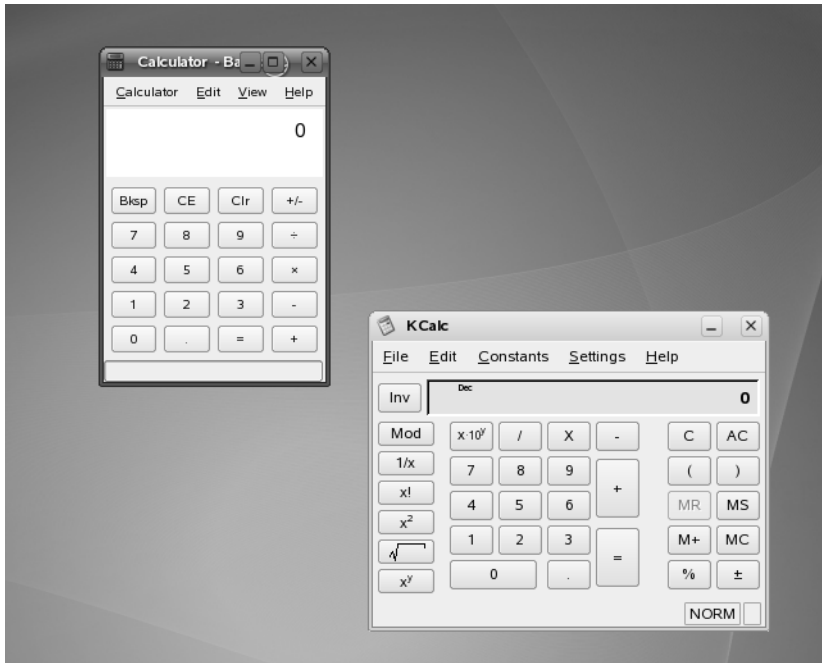 Calculator - Ba
Calculator Edit View Help
0
Bksp CE Clr +/-
7 8 9 ÷
4 5 6 ×
1 2 3 -
0 . = +
KCalc
File Edit Constants Settings Help
Inv Dec 0
Mod x·10^y / X - C AC
1/x 7 8 9 + ( )
x! 4 5 6 MR MS
x²
1 2 3 = M+ MC
√ 0 . % ±
x^y
NORM